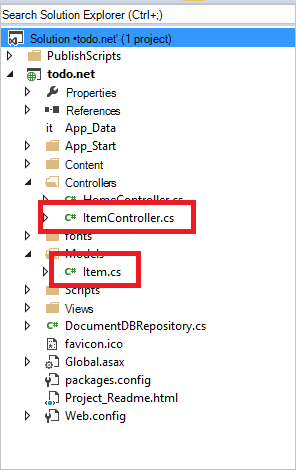 Search Solution Explorer (Ctrl+;)
Solution •todo.net' (1 project)
PublishScripts
todo.net
Properties
References
it App_Data
App_Start
Content
Controllers
HomeController.cs
C# ItemController.cs
fonts
Models
C# Item.cs
Scripts
Views
C# DocumentDBRepository.cs
favicon.ico
Global.asax
packages.config
Project_Readme.html
Web.config